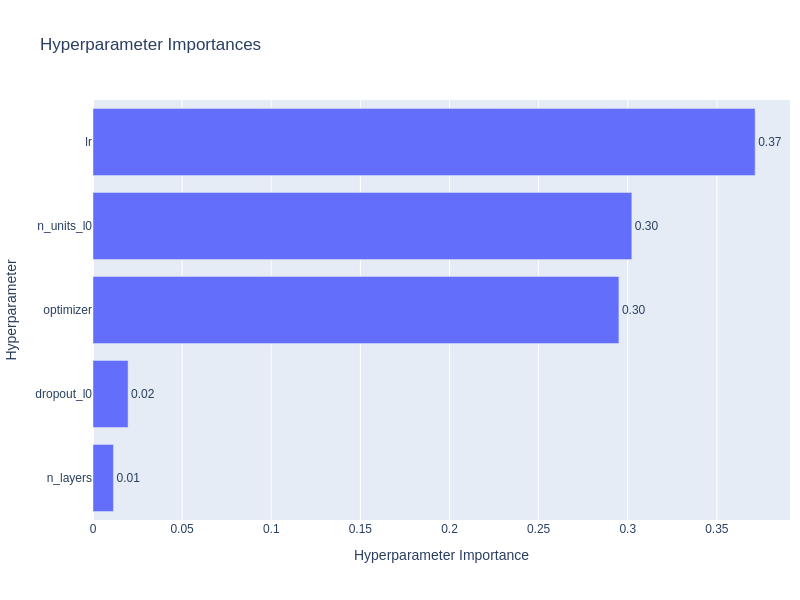 Hyperparameter Importances
Hyperparameter
lr
0.37
n_units_l0
0.30
optimizer
0.30
dropout_l0
0.02
n_layers
0.01
0 0.05 0.1 0.15 0.2 0.25 0.3 0.35
Hyperparameter Importance